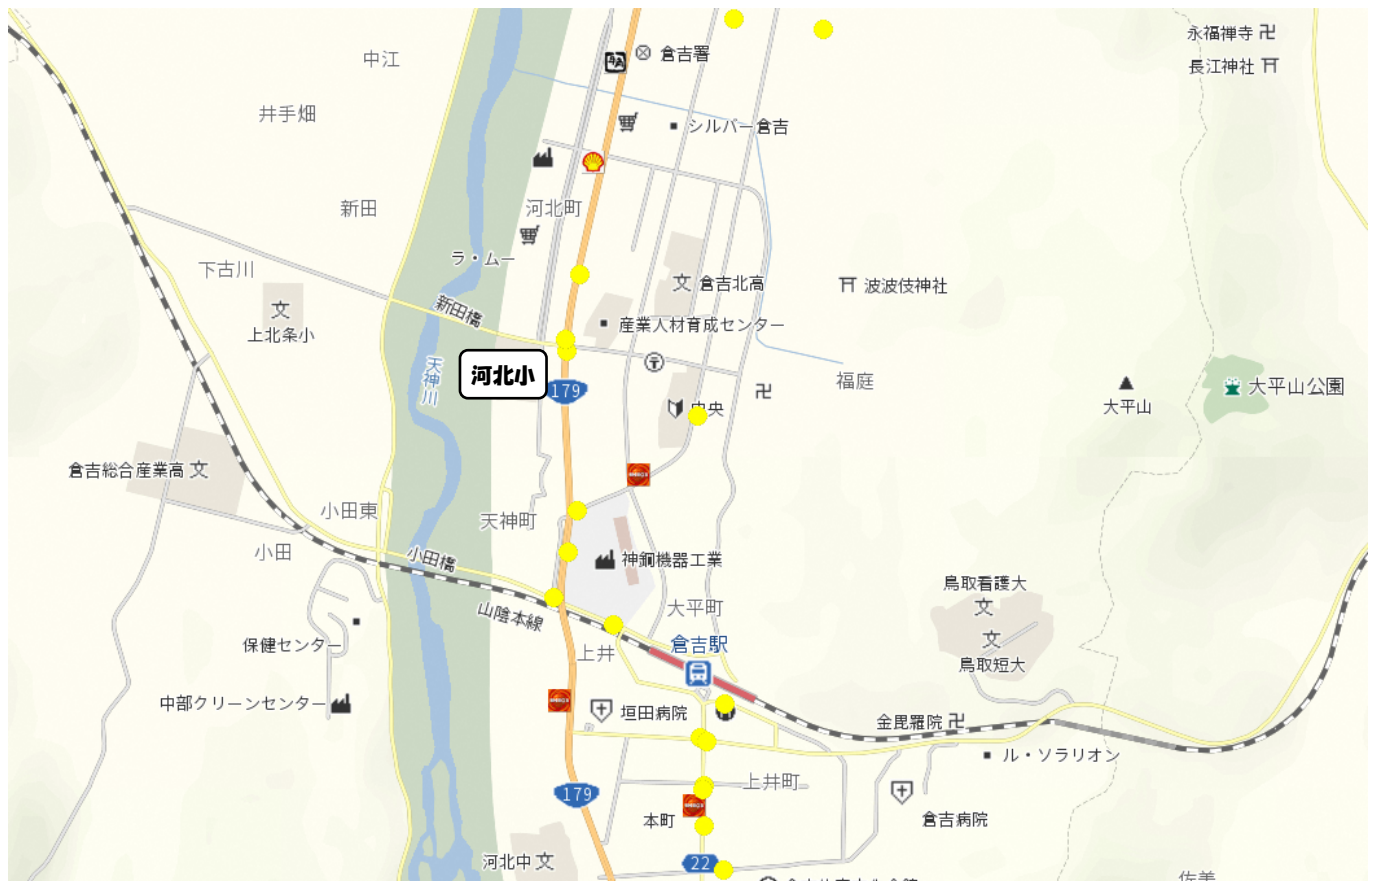 永福禅寺
中江
倉吉署
長江神社
井手畑
シルバー倉吉
新田
河北町
ラ・ムー
下古川
倉吉北高
波波伎神社
新田橋
上北条小
産業人材育成センター
天神川
河北小
179
福庭
大平山公園
大平山
中央
倉吉総合産業高
小田東
天神町
小田
小田橋
神鋼機器工業
鳥取看護大
山陰本線
大平町
保健センター
倉吉駅
上井
鳥取短大
中部クリーンセンター
垣田病院
金毘羅院
ル・ソラリオン
上井町
179
本町
倉吉病院
河北中
22
佐美